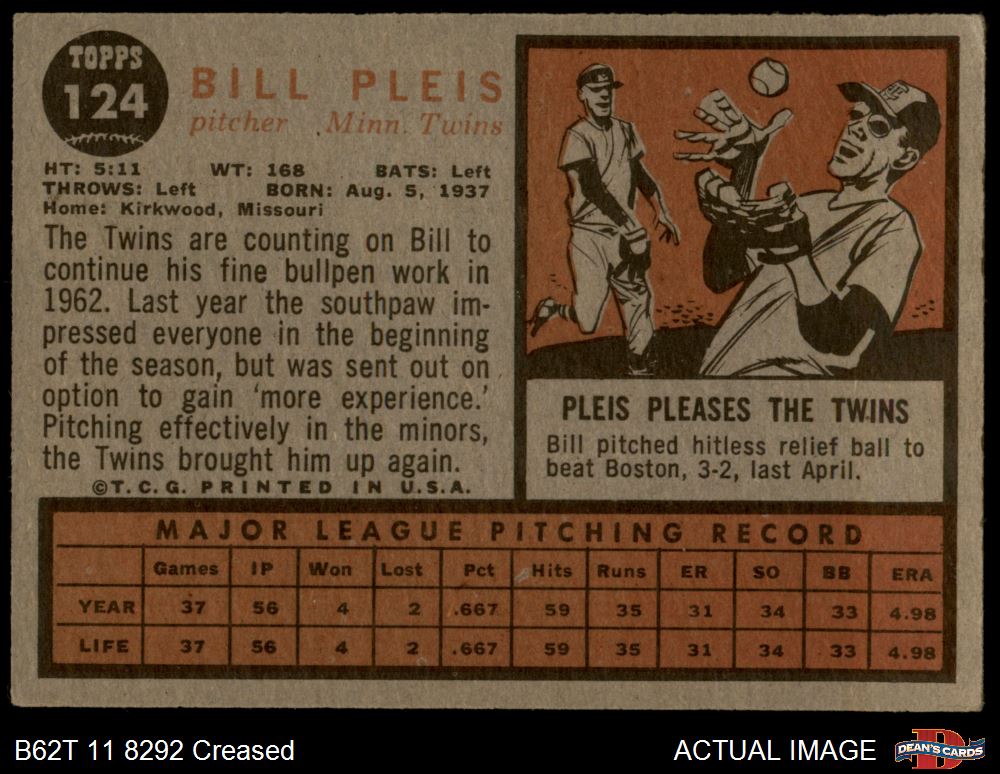 TOPPS
124
BILL PLEIS
pitcher Minn. Twins
HT: 5:11 WT: 168 BATS: Left
THROWS: Left BORN: Aug. 5, 1937
Home: Kirkwood, Missouri
The Twins are counting on Bill to
continue his fine bullpen work in
1962. Last year the southpaw im-
pressed everyone in the beginning
of the season, but was sent out on
option to gain 'more experience.'
Pitching effectively in the minors,
the Twins brought him up again.
©T.C.G. PRINTED IN U.S.A.
PLEIS PLEASES THE TWINS
Bill pitched hitless relief ball to
beat Boston, 3-2, last April.
MAJOR LEAGUE PITCHING RECORD
Games IP Won Lost Pct Hits Runs ER SO BB ERA
YEAR 37 56 4 2 .667 59 35 31 34 33 4.98
LIFE 37 56 4 2 .667 59 35 31 34 33 4.98
B62T 11 8292 Creased
ACTUAL IMAGE
D
DEAN'S CARDS